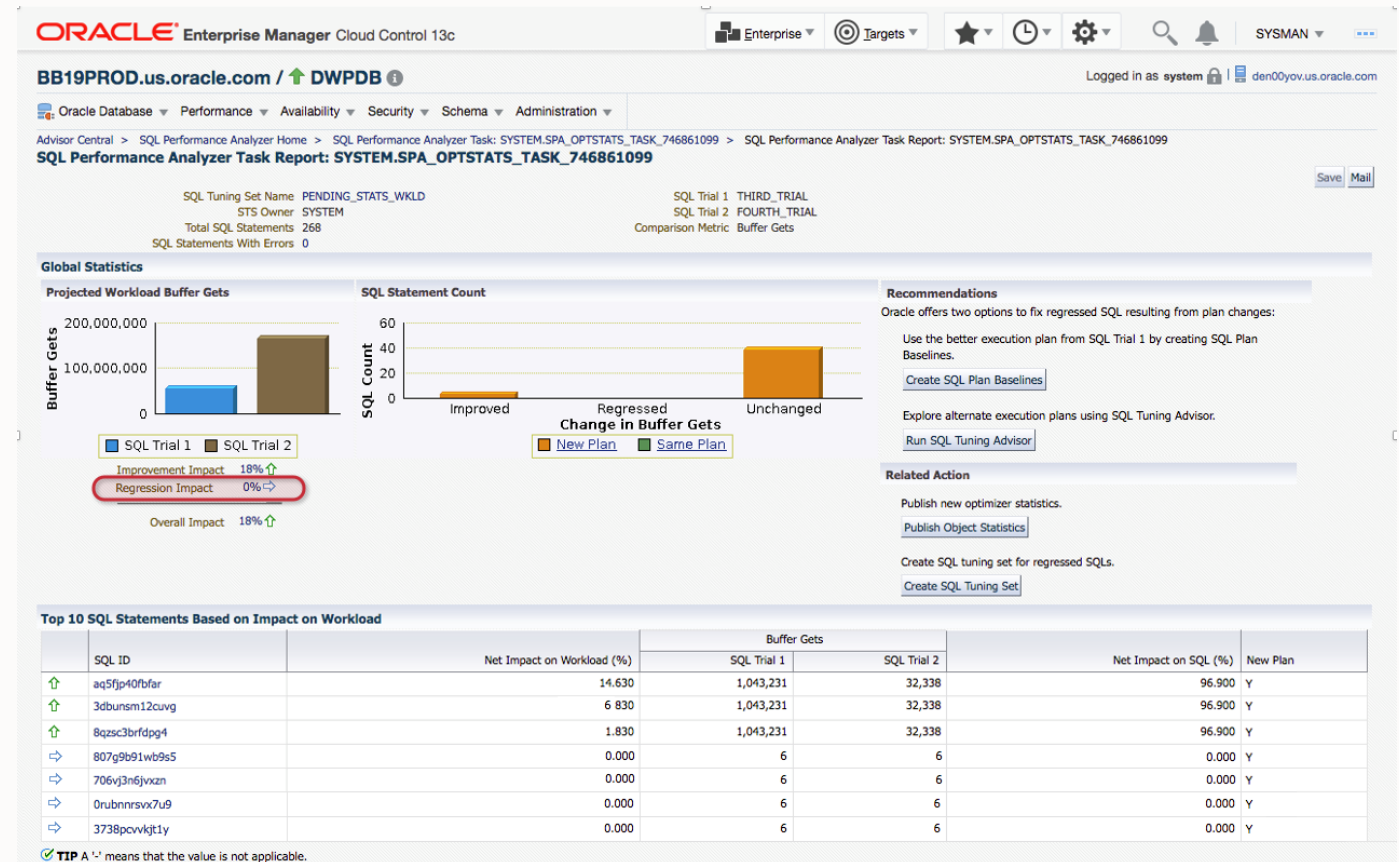 ORACLE® Enterprise Manager Cloud Control 13c
Enterprise
Targets
SYSMAN
BB19PROD.us.oracle.com / DWPDB
Logged in as system
den00yov.us.oracle.com
Oracle Database Performance Availability Security Schema Administration
Advisor Central > SQL Performance Analyzer Home > SQL Performance Analyzer Task: SYSTEM.SPA_OPTSTATS_TASK_746861099 > SQL Performance Analyzer Task Report: SYSTEM.SPA_OPTSTATS_TASK_746861099
SQL Performance Analyzer Task Report: SYSTEM.SPA_OPTSTATS_TASK_746861099
Save Mail
SQL Tuning Set Name PENDING_STATS_WKLD
STS Owner SYSTEM
Total SQL Statements 268
SQL Statements With Errors 0
SQL Trial 1 THIRD_TRIAL
SQL Trial 2 FOURTH_TRIAL
Comparison Metric Buffer Gets
Global Statistics
Projected Workload Buffer Gets
Buffer Gets
200,000,000
100,000,000
0
SQL Trial 1 SQL Trial 2
Improvement Impact 18%
Regression Impact 0%
Overall Impact 18%
SQL Statement Count
SQL Count
60
40
20
0
Improved Regressed Unchanged
Change in Buffer Gets
New Plan Same Plan
Recommendations
Oracle offers two options to fix regressed SQL resulting from plan changes:
Use the better execution plan from SQL Trial 1 by creating SQL Plan
Baselines.
Create SQL Plan Baselines
Explore alternate execution plans using SQL Tuning Advisor.
Run SQL Tuning Advisor
Related Action
Publish new optimizer statistics.
Publish Object Statistics
Create SQL tuning set for regressed SQLs.
Create SQL Tuning Set
Top 10 SQL Statements Based on Impact on Workload
Buffer Gets
SQL ID Net Impact on Workload (%) SQL Trial 1 SQL Trial 2 Net Impact on SQL (%) New Plan
aq5fjp40fbfar 14.630 1,043,231 32,338 96.900 Y
3dbunsm12cuvg 6 830 1,043,231 32,338 96.900 Y
8qzsc3brfdpg4 1.830 1,043,231 32,338 96.900 Y
807g9b91wb9s5 0.000 6 6 0.000 Y
706vj3n6jvxzn 0.000 6 6 0.000 Y
0rubnnrsvx7u9 0.000 6 6 0.000 Y
3738pcvvkjt1y 0.000 6 6 0.000 Y
TIP A '-' means that the value is not applicable.